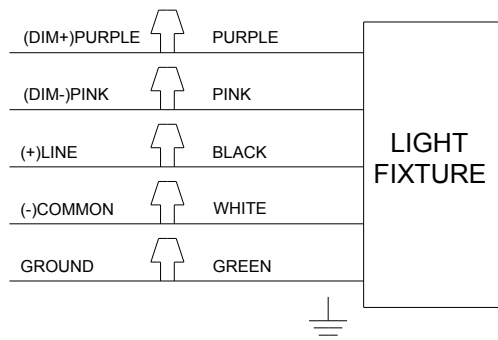 (DIM+)PURPLE PURPLE
(DIM-)PINK PINK
(+)LINE BLACK
(-)COMMON WHITE
GROUND GREEN
LIGHT
FIXTURE